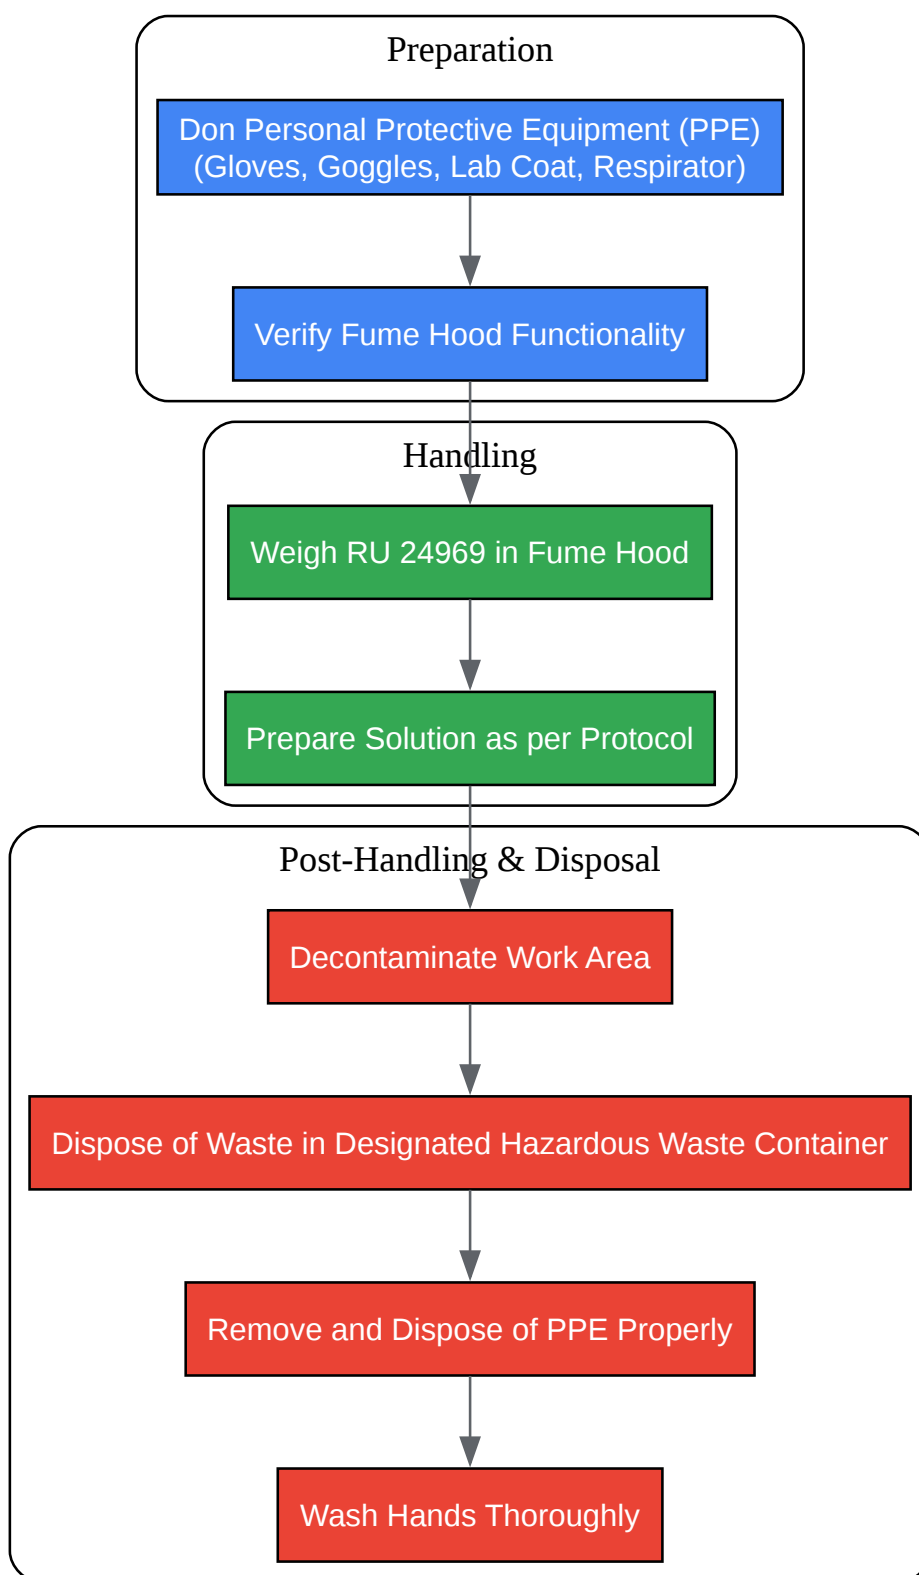 Preparation
Don Personal Protective Equipment (PPE)
(Gloves, Goggles, Lab Coat, Respirator)
Verify Fume Hood Functionality
Handling
Weigh RU 24969 in Fume Hood
Prepare Solution as per Protocol
Post-Handling & Disposal
Decontaminate Work Area
Dispose of Waste in Designated Hazardous Waste Container
Remove and Dispose of PPE Properly
Wash Hands Thoroughly